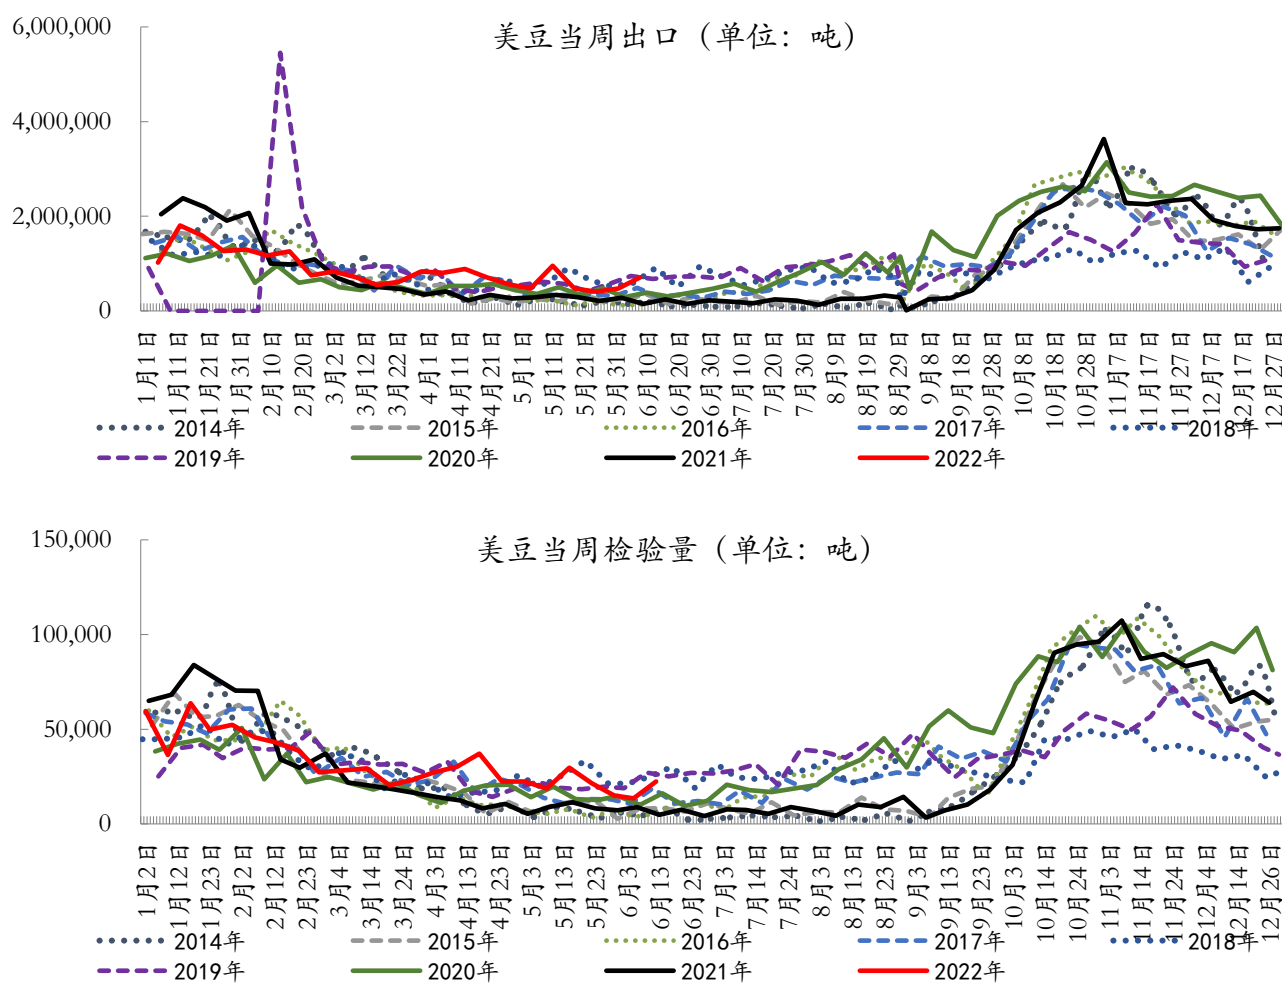 美豆当周出口（单位：吨）
6,000,000
4,000,000
2,000,000
0
1月1日 1月11日 1月21日 1月31日 2月10日 2月20日 3月2日 3月12日 3月22日 4月1日 4月11日 4月21日 5月1日 5月11日 5月21日 5月31日 6月10日 6月20日 6月30日 7月10日 7月20日 7月30日 8月9日 8月19日 8月29日 9月8日 9月18日 9月28日 10月8日 10月18日 10月28日 11月7日 11月17日 11月27日 12月7日 12月17日 12月27日
2014年 2015年 2016年 2017年 2018年
2019年 2020年 2021年 2022年
美豆当周检验量（单位：吨）
150,000
100,000
50,000
0
1月2日 1月12日 1月23日 2月2日 2月12日 2月23日 3月4日 3月14日 3月24日 4月3日 4月13日 4月23日 5月3日 5月13日 5月23日 6月3日 6月13日 6月23日 7月3日 7月14日 7月24日 8月3日 8月13日 8月23日 9月3日 9月13日 9月23日 10月3日 10月14日 10月24日 11月3日 11月14日 11月24日 12月4日 12月14日 12月26日
2014年 2015年 2016年 2017年 2018年
2019年 2020年 2021年 2022年